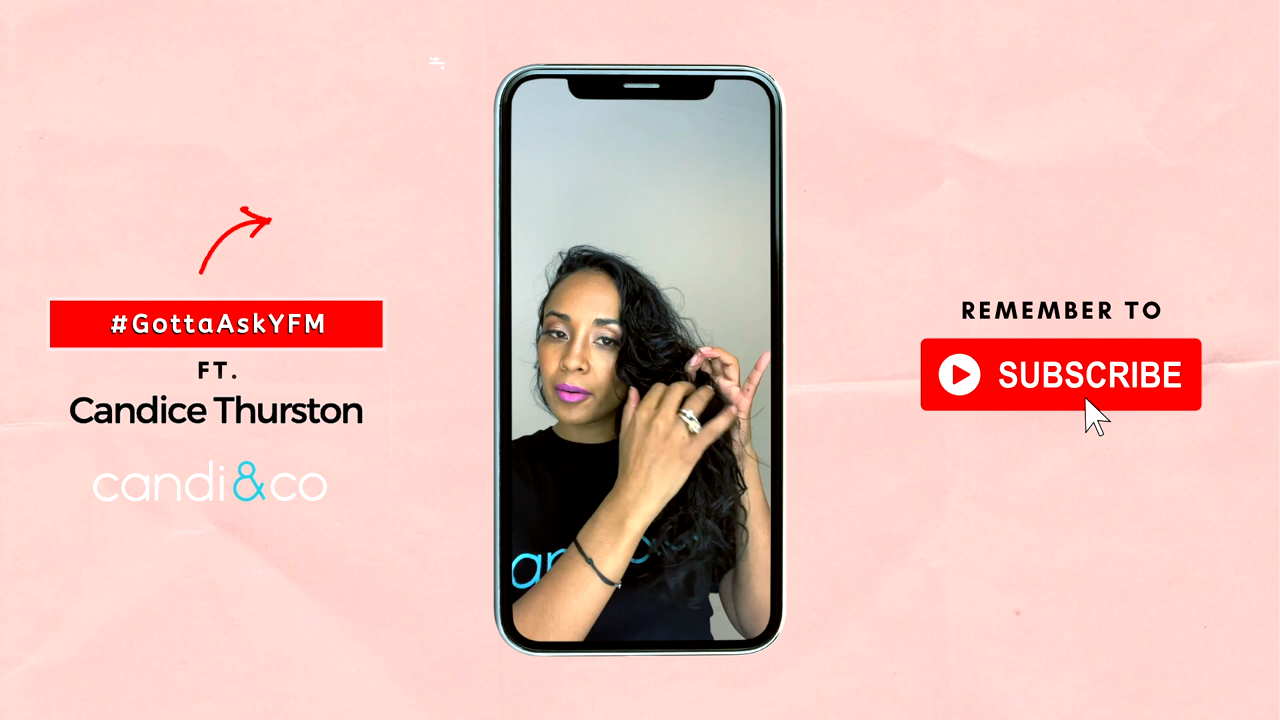 #GottaAskYFM
FT.
Candice Thurston
candi&co
REMEMBER TO
SUBSCRIBE